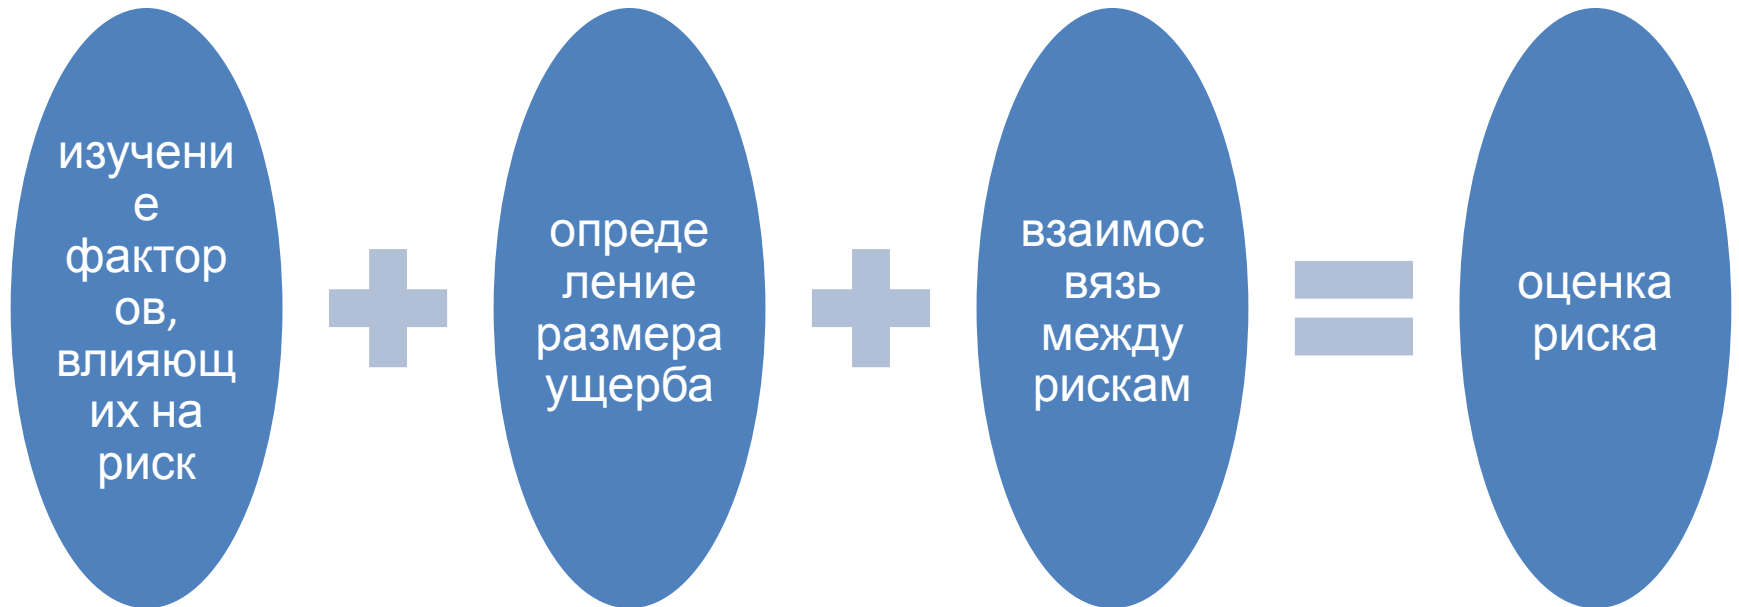 изучени
е
фактор
ов,
влияющ
их на
риск
опреде
ление
размера
ущерба
взаимос
вязь
между
рискам
оценка
риска